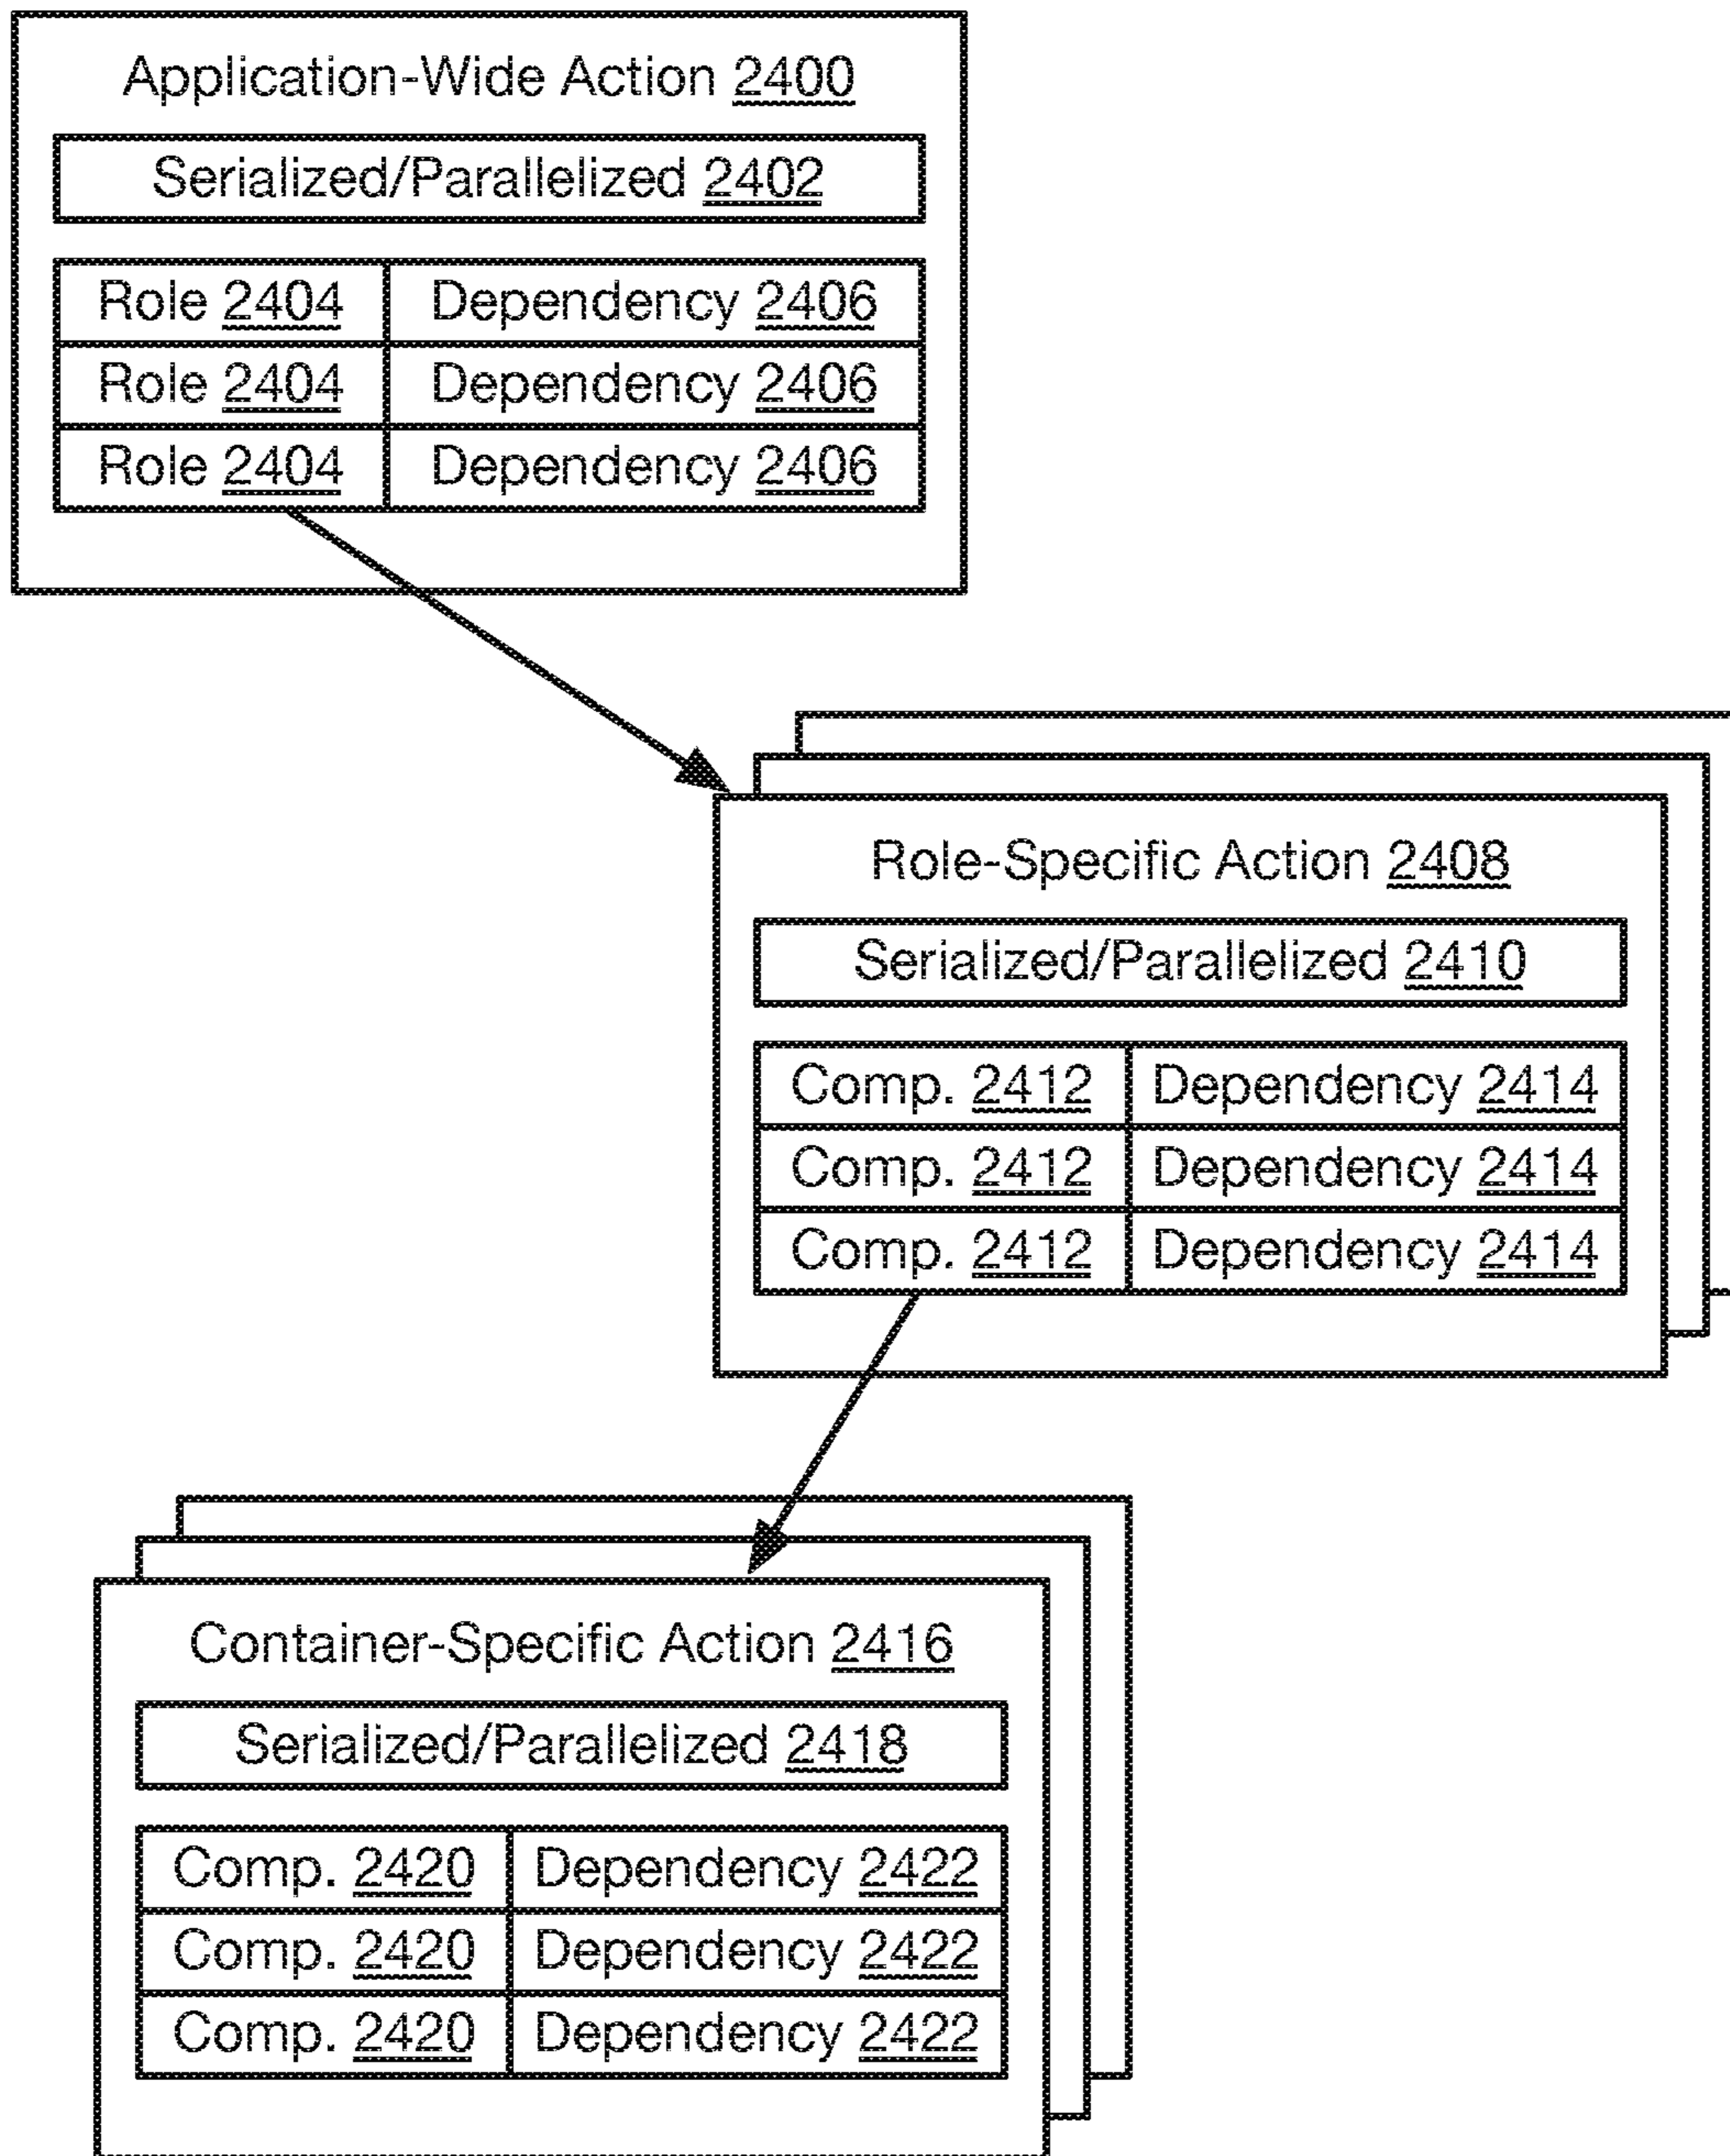 Application-Wide Action 2400
Serialized/Parallelized 2402
Role 2404 Dependency 2406
Role 2404 Dependency 2406
Role 2404 Dependency 2406
Role-Specific Action 2408
Serialized/Parallelized 2410
Comp. 2412 Dependency 2414
Comp. 2412 Dependency 2414
Comp. 2412 Dependency 2414
Container-Specific Action 2416
Serialized/Parallelized 2418
Comp. 2420 Dependency 2422
Comp. 2420 Dependency 2422
Comp. 2420 Dependency 2422